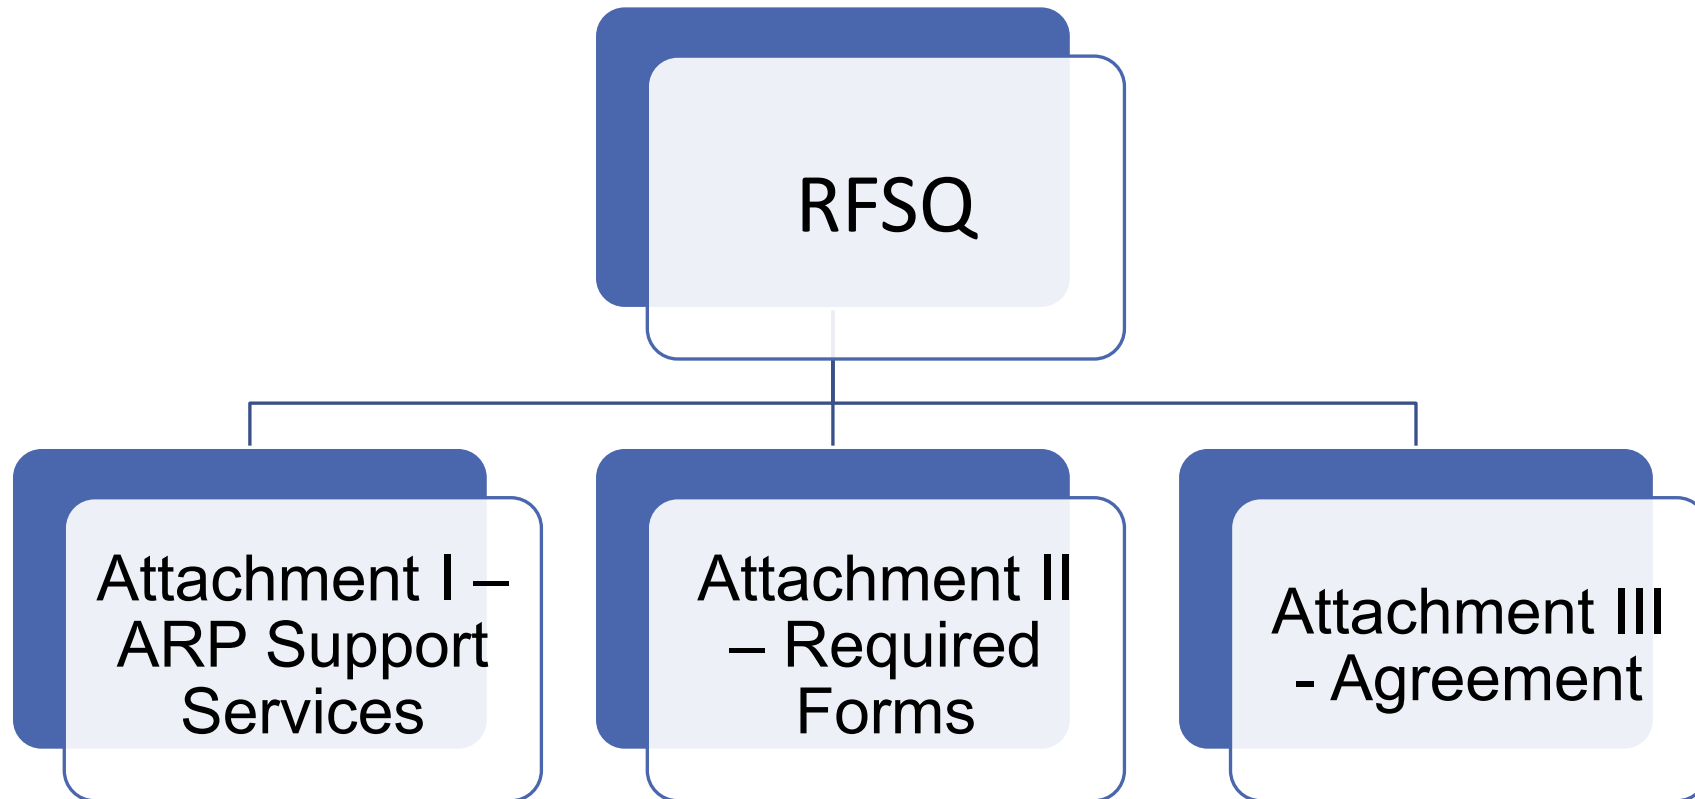 RFSQ
Attachment I –
ARP Support
Services
Attachment II
– Required
Forms
Attachment III
- Agreement